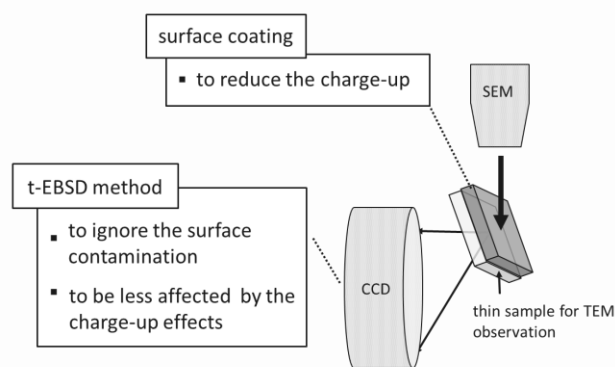 surface coating
▪ to reduce the charge-up
SEM
t-EBSD method
▪ to ignore the surface
contamination
▪ to be less affected by the
charge-up effects
CCD
thin sample for TEM
observation